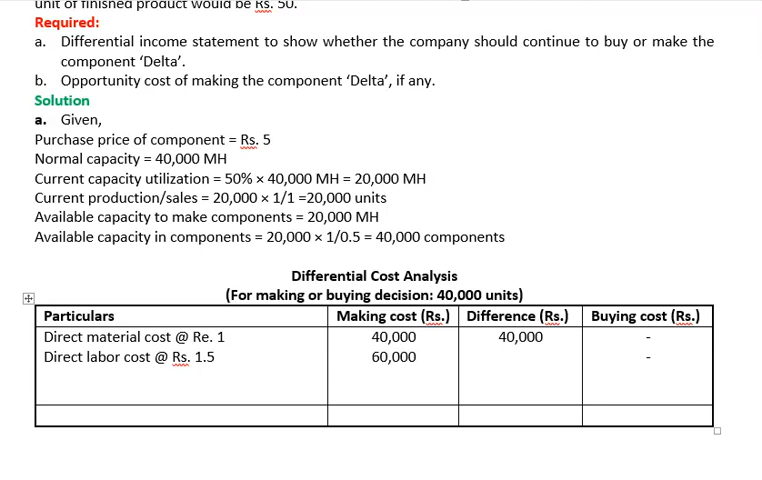 unit of finished product would be Rs. 50.
Required:
a. Differential income statement to show whether the company should continue to buy or make the
component ‘Delta’.
b. Opportunity cost of making the component ‘Delta’, if any.
Solution
a. Given,
Purchase price of component = Rs. 5
Normal capacity = 40,000 MH
Current capacity utilization = 50% × 40,000 MH = 20,000 MH
Current production/sales = 20,000 × 1/1 =20,000 units
Available capacity to make components = 20,000 MH
Available capacity in components = 20,000 × 1/0.5 = 40,000 components
Differential Cost Analysis
(For making or buying decision: 40,000 units)
Particulars Making cost (Rs.) Difference (Rs.) Buying cost (Rs.)
Direct material cost @ Re. 1 40,000 40,000 -
Direct labor cost @ Rs. 1.5 60,000 -